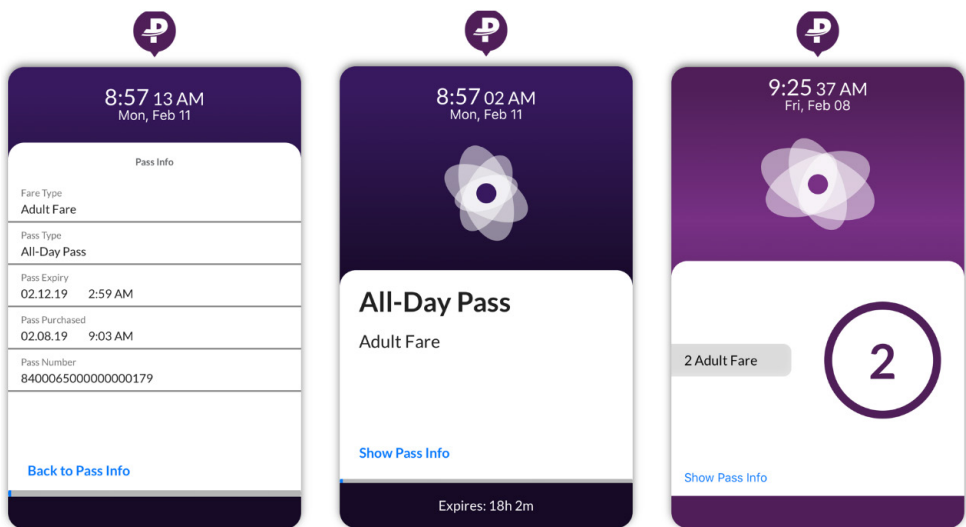 8:57 13 AM
Mon, Feb 11
Pass Info
Fare Type
Adult Fare
Pass Type
All-Day Pass
Pass Expiry
02.12.19 2:59 AM
Pass Purchased
02.08.19 9:03 AM
Pass Number
8400065000000000179
Back to Pass Info
8:57 02 AM
Mon, Feb 11
All-Day Pass
Adult Fare
Show Pass Info
Expires: 18h 2m
9:25 37 AM
Fri, Feb 08
2 Adult Fare
2
Show Pass Info